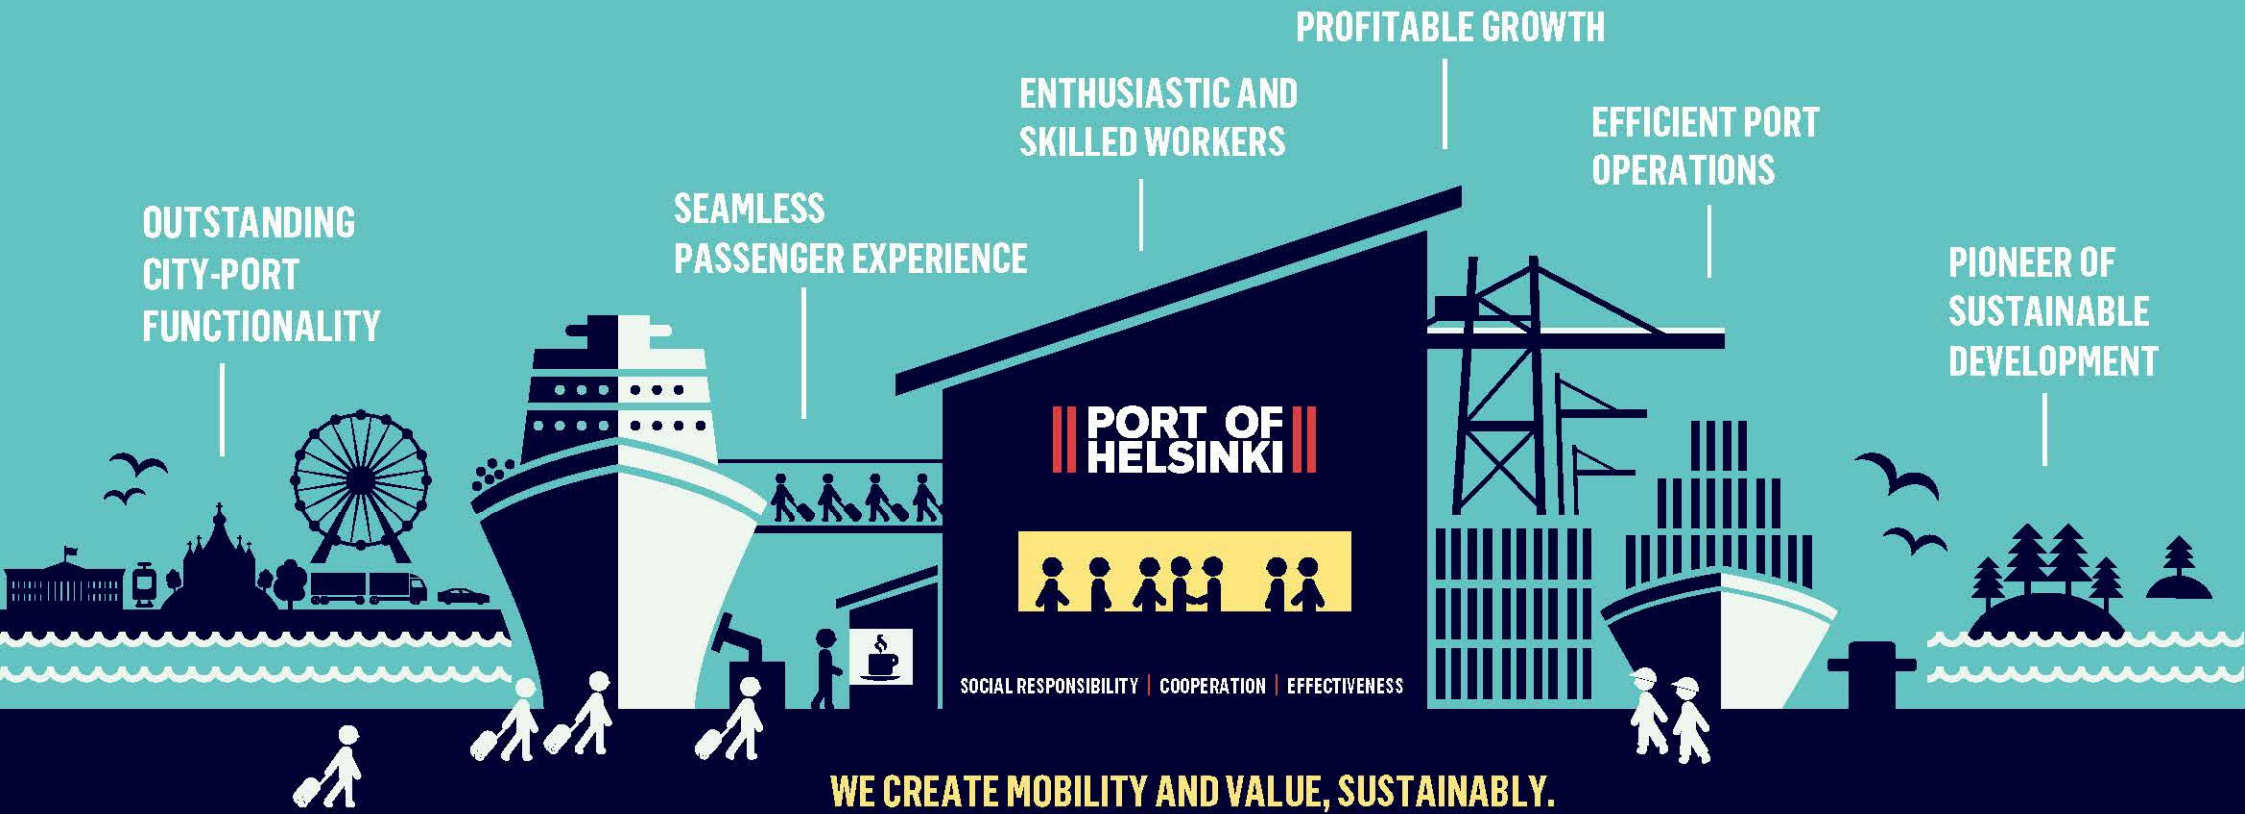 PROFITABLE GROWTH
ENTHUSIASTIC AND
SKILLED WORKERS
EFFICIENT PORT
OPERATIONS
OUTSTANDING
CITY-PORT
FUNCTIONALITY
SEAMLESS
PASSENGER EXPERIENCE
PIONEER OF
SUSTAINABLE
DEVELOPMENT
PORT OF
HELSINKI
SOCIAL RESPONSIBILITY | COOPERATION | EFFECTIVENESS
WE CREATE MOBILITY AND VALUE, SUSTAINABLY.